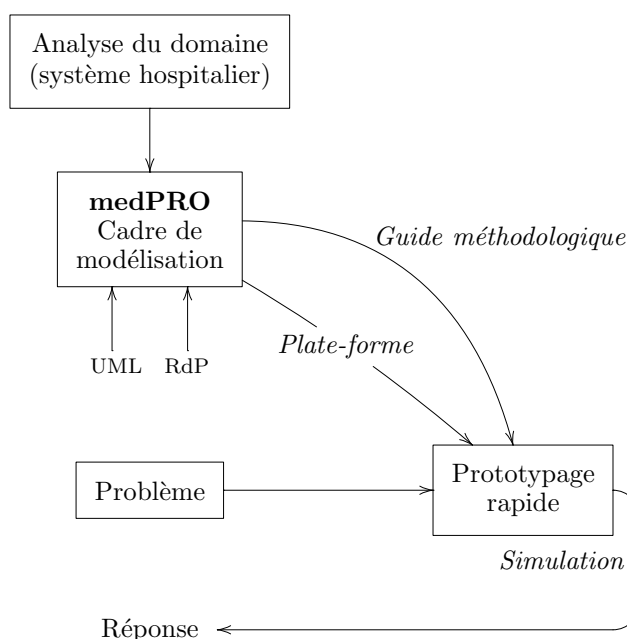 Analyse du domaine
(système hospitalier)
medPRO
Cadre de
modélisation
Guide méthodologique
Plate-forme
UML RdP
Problème
Prototypage
rapide
Simulation
Réponse